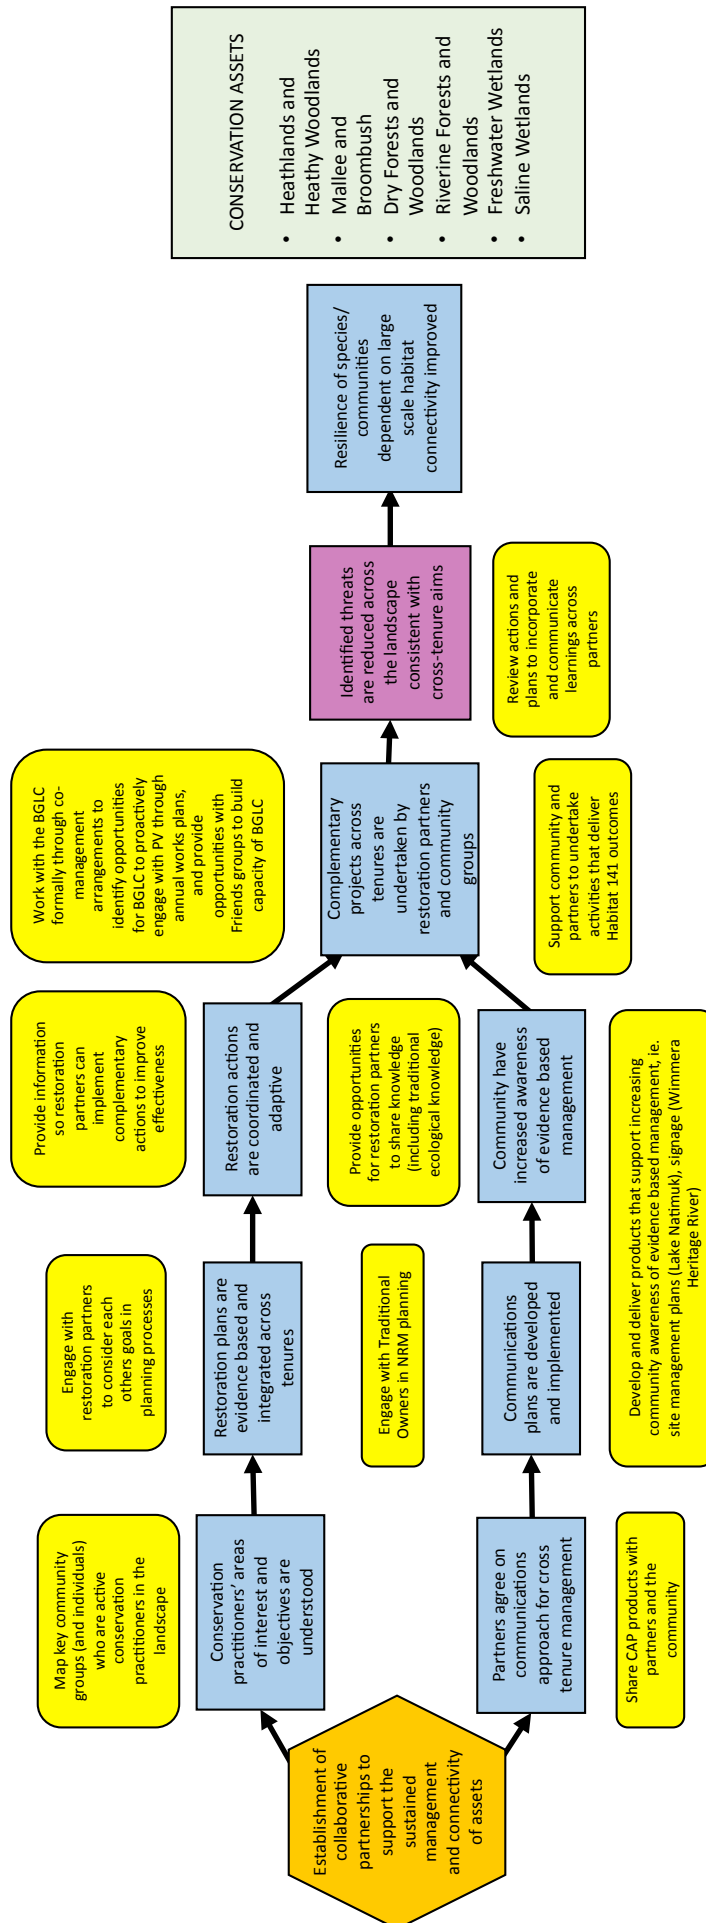 Establishment of
collaborative
partnerships to
support the
sustained
management
and connectivity
of assets
Map key community
groups (and individuals)
who are active
conservation
practitioners in the
landscape
Conservation
practitioners’ areas
of interest and
objectives are
understood
Partners agree on
communications
approach for cross
tenure management
Share CAP products with
partners and the
community
Engage with
restoration partners
to consider each
others goals in
planning processes
Restoration plans are
evidence based and
integrated across
tenures
Engage with Traditional
Owners in NRM planning
Communications
plans are developed
and implemented
Develop and deliver products that support increasing
community awareness of evidence based management, ie.
site management plans (Lake Natimuk), signage (Wimmera
Heritage River)
Provide information
so restoration
partners can
implement
complementary
actions to improve
effectiveness
Restoration actions
are coordinated and
adaptive
Provide opportunities
for restoration partners
to share knowledge
(including traditional
ecological knowledge)
Community have
increased awareness
of evidence based
management
Work with the BGLC
formally through co-
management
arrangements to
identify opportunities
for BGLC to proactively
engage with PV through
annual works plans,
and provide
opportunities with
Friends groups to build
capacity of BGLC
Complementary
projects across
tenures are
undertaken by
restoration partners
and community
groups
Support community and
partners to undertake
activities that deliver
Habitat 141 outcomes
Identified threats
are reduced across
the landscape
consistent with
cross-tenure aims
Review actions and
plans to incorporate
and communicate
learnings across
partners
Resilience of species/
communities
dependent on large
scale habitat
connectivity improved
CONSERVATION ASSETS
• Heathlands and
Heathy Woodlands
• Mallee and
Broombush
• Dry Forests and
Woodlands
• Riverine Forests and
Woodlands
• Freshwater Wetlands
• Saline Wetlands